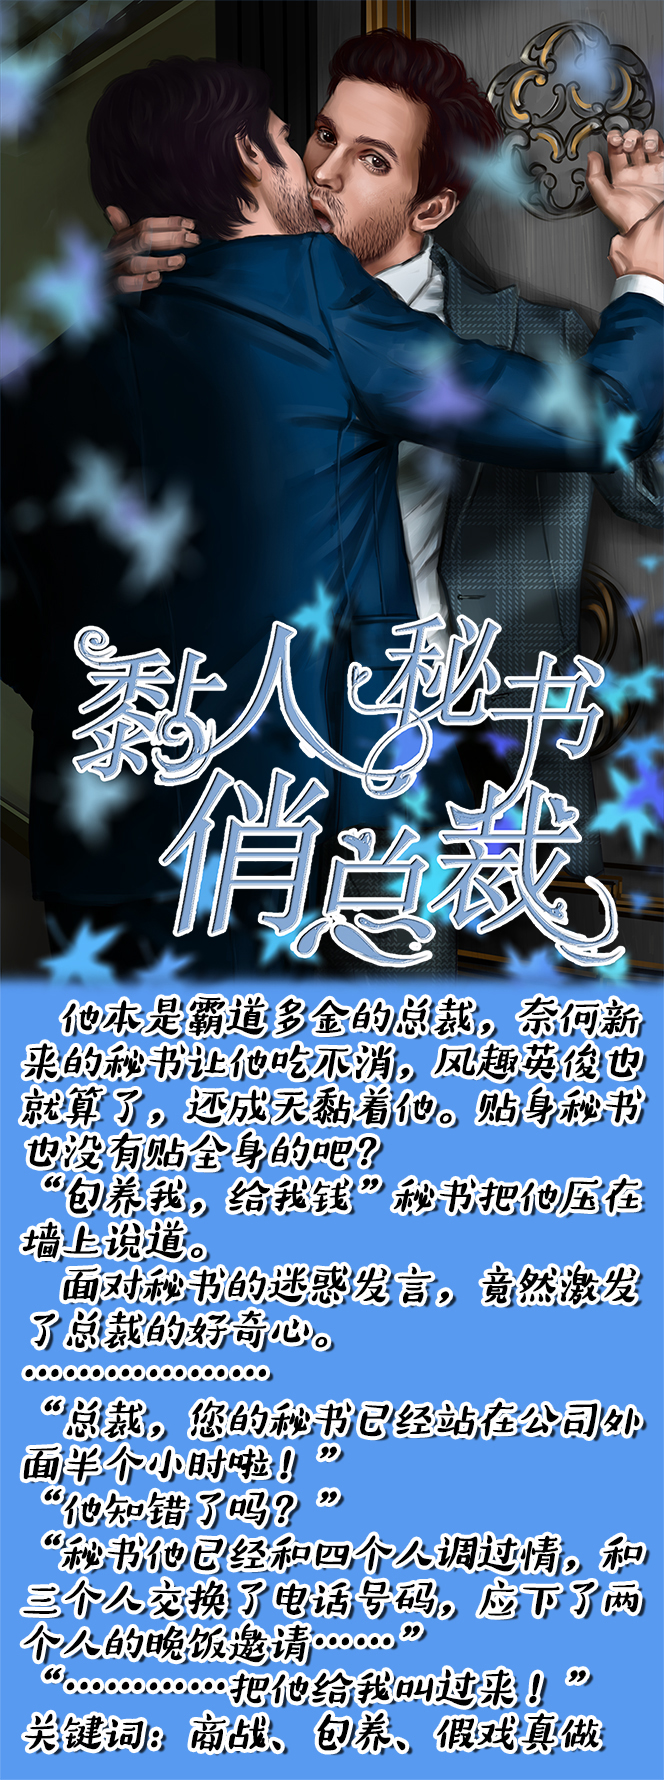 黏人秘书
俏总裁
他本是霸道多金的总裁，奈何新
来的秘书让他吃不消，风趣英俊也
就算了，还成天黏着他。贴身秘书
也没有贴全身的吧？
“包养我，给我钱”秘书把他压在
墙上说道。
面对秘书的迷惑发言，竟然激发
了总裁的好奇心。
………………
“总裁，您的秘书已经站在公司外
面半个小时啦！”
“他知错了吗？”
“秘书他已经和四个人调过情，和
三个人交换了电话号码，应下了两
个人的晚饭邀请……”
“…………把他给我叫过来！”
关键词：商战、包养、假戏真做